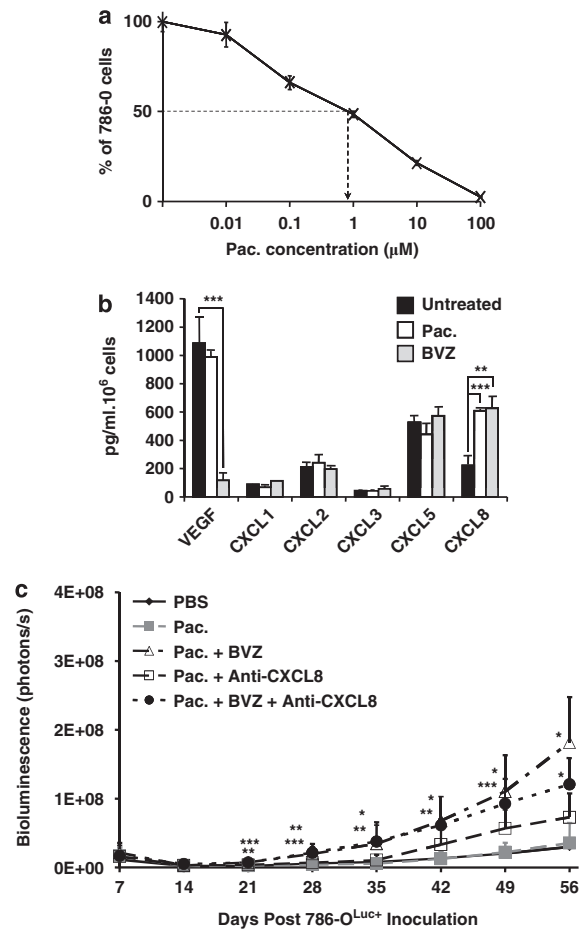 a
100
50
0
% of 786-0 cells
0.01 0.1 1 10 100
Pac. concentration (µM)
b
1400
1200
1000
800
600
400
200
0
pg/ml.10⁶ cells
***
**
***
Untreated
Pac.
BVZ
VEGF CXCL1 CXCL2 CXCL3 CXCL5 CXCL8
c
4E+08
3E+08
2E+08
1E+08
0E+00
Bioluminescence (photons/s)
PBS
Pac.
Pac. + BVZ
Pac. + Anti-CXCL8
Pac. + BVZ + Anti-CXCL8
***
**
**
***
*
**
*
**
*
***
*
*
7 14 21 28 35 42 49 56
Days Post 786-O^Luc+ Inoculation